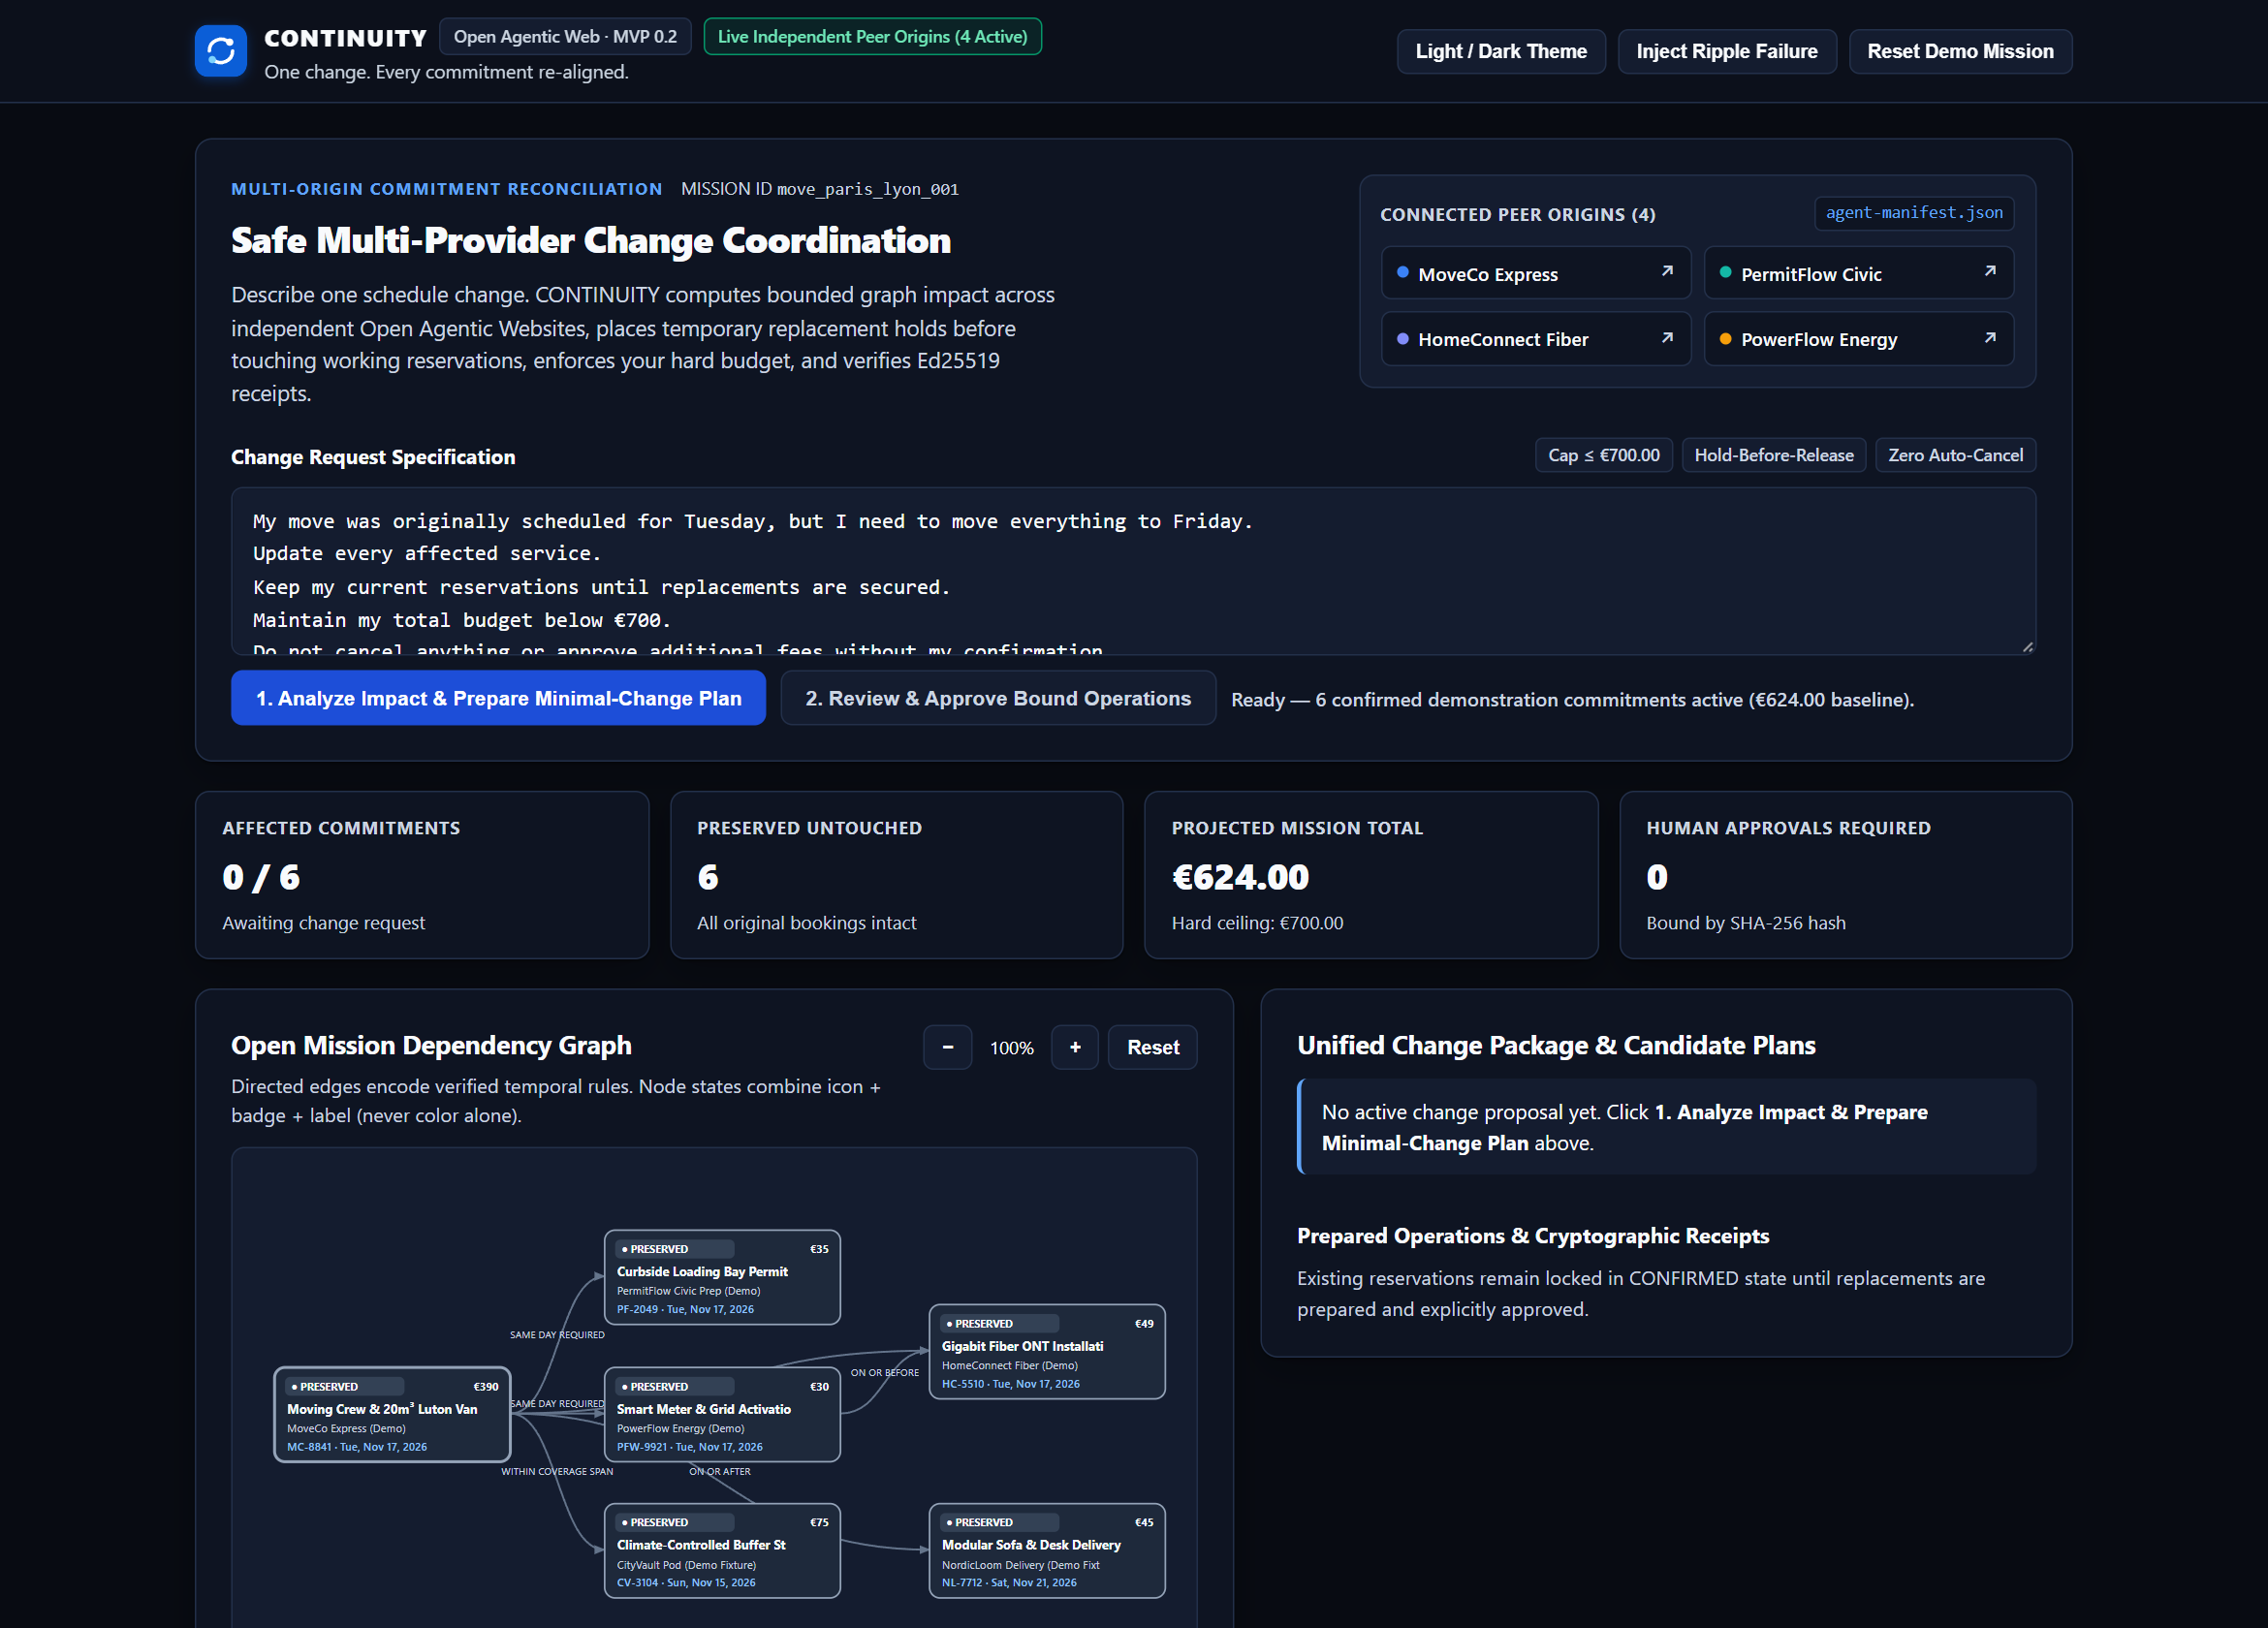 CONTINUITY
Open Agentic Web · MVP 0.2
Live Independent Peer Origins (4 Active)
One change. Every commitment re-aligned.
Light / Dark Theme
Inject Ripple Failure
Reset Demo Mission
MULTI-ORIGIN COMMITMENT RECONCILIATION
MISSION ID move_paris_lyon_001
Safe Multi-Provider Change Coordination
Describe one schedule change. CONTINUITY computes bounded graph impact across
independent Open Agentic Websites, places temporary replacement holds before
touching working reservations, enforces your hard budget, and verifies Ed25519
receipts.
CONNECTED PEER ORIGINS (4)
agent-manifest.json
MoveCo Express ↗
PermitFlow Civic ↗
HomeConnect Fiber ↗
PowerFlow Energy ↗
Change Request Specification
Cap ≤ €700.00
Hold-Before-Release
Zero Auto-Cancel
My move was originally scheduled for Tuesday, but I need to move everything to Friday.
Update every affected service.
Keep my current reservations until replacements are secured.
Maintain my total budget below €700.
Do not cancel anything or approve additional fees without my confirmation
1. Analyze Impact & Prepare Minimal-Change Plan
2. Review & Approve Bound Operations
Ready — 6 confirmed demonstration commitments active (€624.00 baseline).
AFFECTED COMMITMENTS
0 / 6
Awaiting change request
PRESERVED UNTOUCHED
6
All original bookings intact
PROJECTED MISSION TOTAL
€624.00
Hard ceiling: €700.00
HUMAN APPROVALS REQUIRED
0
Bound by SHA-256 hash
Open Mission Dependency Graph
− 100% + Reset
Directed edges encode verified temporal rules. Node states combine icon +
badge + label (never color alone).
● PRESERVED €35
Curbside Loading Bay Permit
PermitFlow Civic Prep (Demo)
PF-2049 · Tue, Nov 17, 2026
SAME DAY REQUIRED
● PRESERVED €49
Gigabit Fiber ONT Installati
HomeConnect Fiber (Demo)
HC-5510 · Tue, Nov 17, 2026
ON OR BEFORE
● PRESERVED €390
Moving Crew & 20m³ Luton Van
MoveCo Express (Demo)
MC-8841 · Tue, Nov 17, 2026
SAME DAY REQUIRED
● PRESERVED €30
Smart Meter & Grid Activatio
PowerFlow Energy (Demo)
PFW-9921 · Tue, Nov 17, 2026
WITHIN COVERAGE SPAN
ON OR AFTER
● PRESERVED €75
Climate-Controlled Buffer St
CityVault Pod (Demo Fixture)
CV-3104 · Sun, Nov 15, 2026
● PRESERVED €45
Modular Sofa & Desk Delivery
NordicLoom Delivery (Demo Fixt
NL-7712 · Sat, Nov 21, 2026
Unified Change Package & Candidate Plans
No active change proposal yet. Click 1. Analyze Impact & Prepare
Minimal-Change Plan above.
Prepared Operations & Cryptographic Receipts
Existing reservations remain locked in CONFIRMED state until replacements are
prepared and explicitly approved.